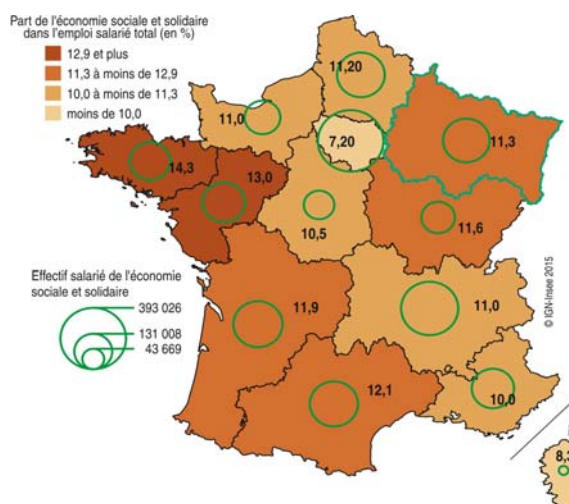 Part de l'économie sociale et solidaire
dans l'emploi salarié total (en %)
12,9 et plus
11,3 à moins de 12,9
10,0 à moins de 11,3
moins de 10,0
11,20
11,0
7,20
11,3
14,3
13,0
10,5
11,6
Effectif salarié de l'économie
sociale et solidaire
393 026
131 008
43 669
11,9
11,0
12,1
10,0
8,3
© IGN-Insee 2015